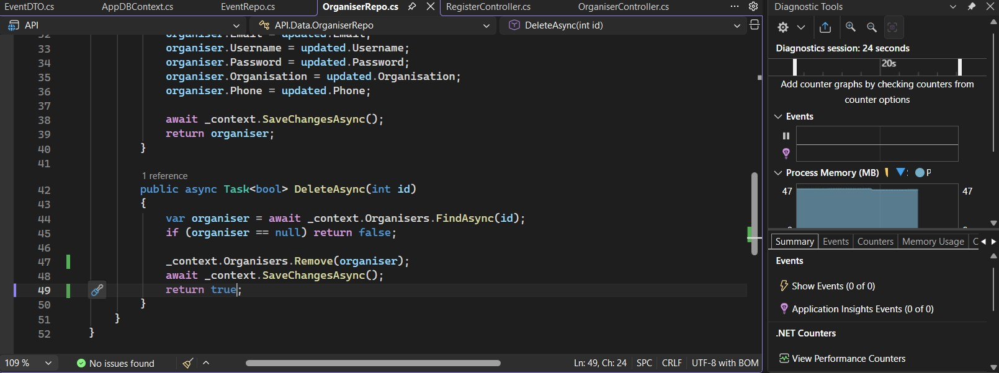 EventDTO.cs AppDBContext.cs EventRepo.cs OrganiserRepo.cs RegisterController.cs OrganiserController.cs
API API.Data.OrganiserRepo DeleteAsync(int id)
32 organiser.Email = updated.Email;
33 organiser.Username = updated.Username;
34 organiser.Password = updated.Password;
35 organiser.Organisation = updated.Organisation;
36 organiser.Phone = updated.Phone;
37
38 await _context.SaveChangesAsync();
39 return organiser;
40 }
41
1 reference
42 public async Task<bool> DeleteAsync(int id)
43 {
44 var organiser = await _context.Organisers.FindAsync(id);
45 if (organiser == null) return false;
46
47 _context.Organisers.Remove(organiser);
48 await _context.SaveChangesAsync();
49 return true;
50 }
51 }
52 }
109 % No issues found Ln: 49, Ch: 24 SPC CRLF UTF-8 with BOM
Diagnostic Tools
Diagnostics session: 24 seconds
20s
Add counter graphs by checking counters from
counter options
Events
Process Memory (MB) P
47 47
Summary Events Counters Memory Usage C
Events
Show Events (0 of 0)
Application Insights Events (0 of 0)
.NET Counters
View Performance Counters